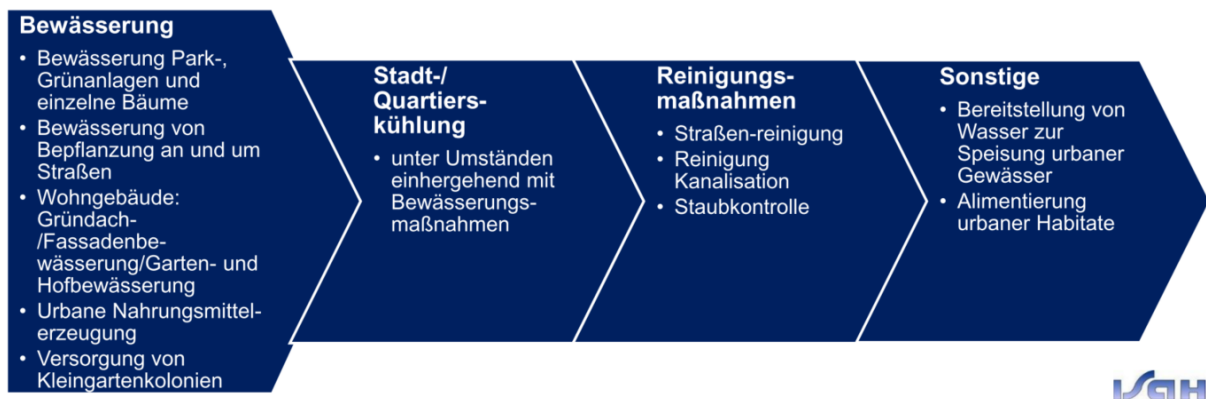 Bewässerung
• Bewässerung Park-,
Grünanlagen und
einzelne Bäume
• Bewässerung von
Bepflanzung an und um
Straßen
• Wohngebäude:
Gründach-
/Fassadenbe-
wässerung/Garten- und
Hofbewässerung
• Urbane Nahrungsmittel-
erzeugung
• Versorgung von
Kleingartenkolonien
Stadt-/
Quartiers-
kühlung
• unter Umständen
einhergehend mit
Bewässerungs-
maßnahmen
Reinigungs-
maßnahmen
• Straßen-reinigung
• Reinigung
Kanalisation
• Staubkontrolle
Sonstige
• Bereitstellung von
Wasser zur
Speisung urbaner
Gewässer
• Alimentierung
urbaner Habitate
ISAH